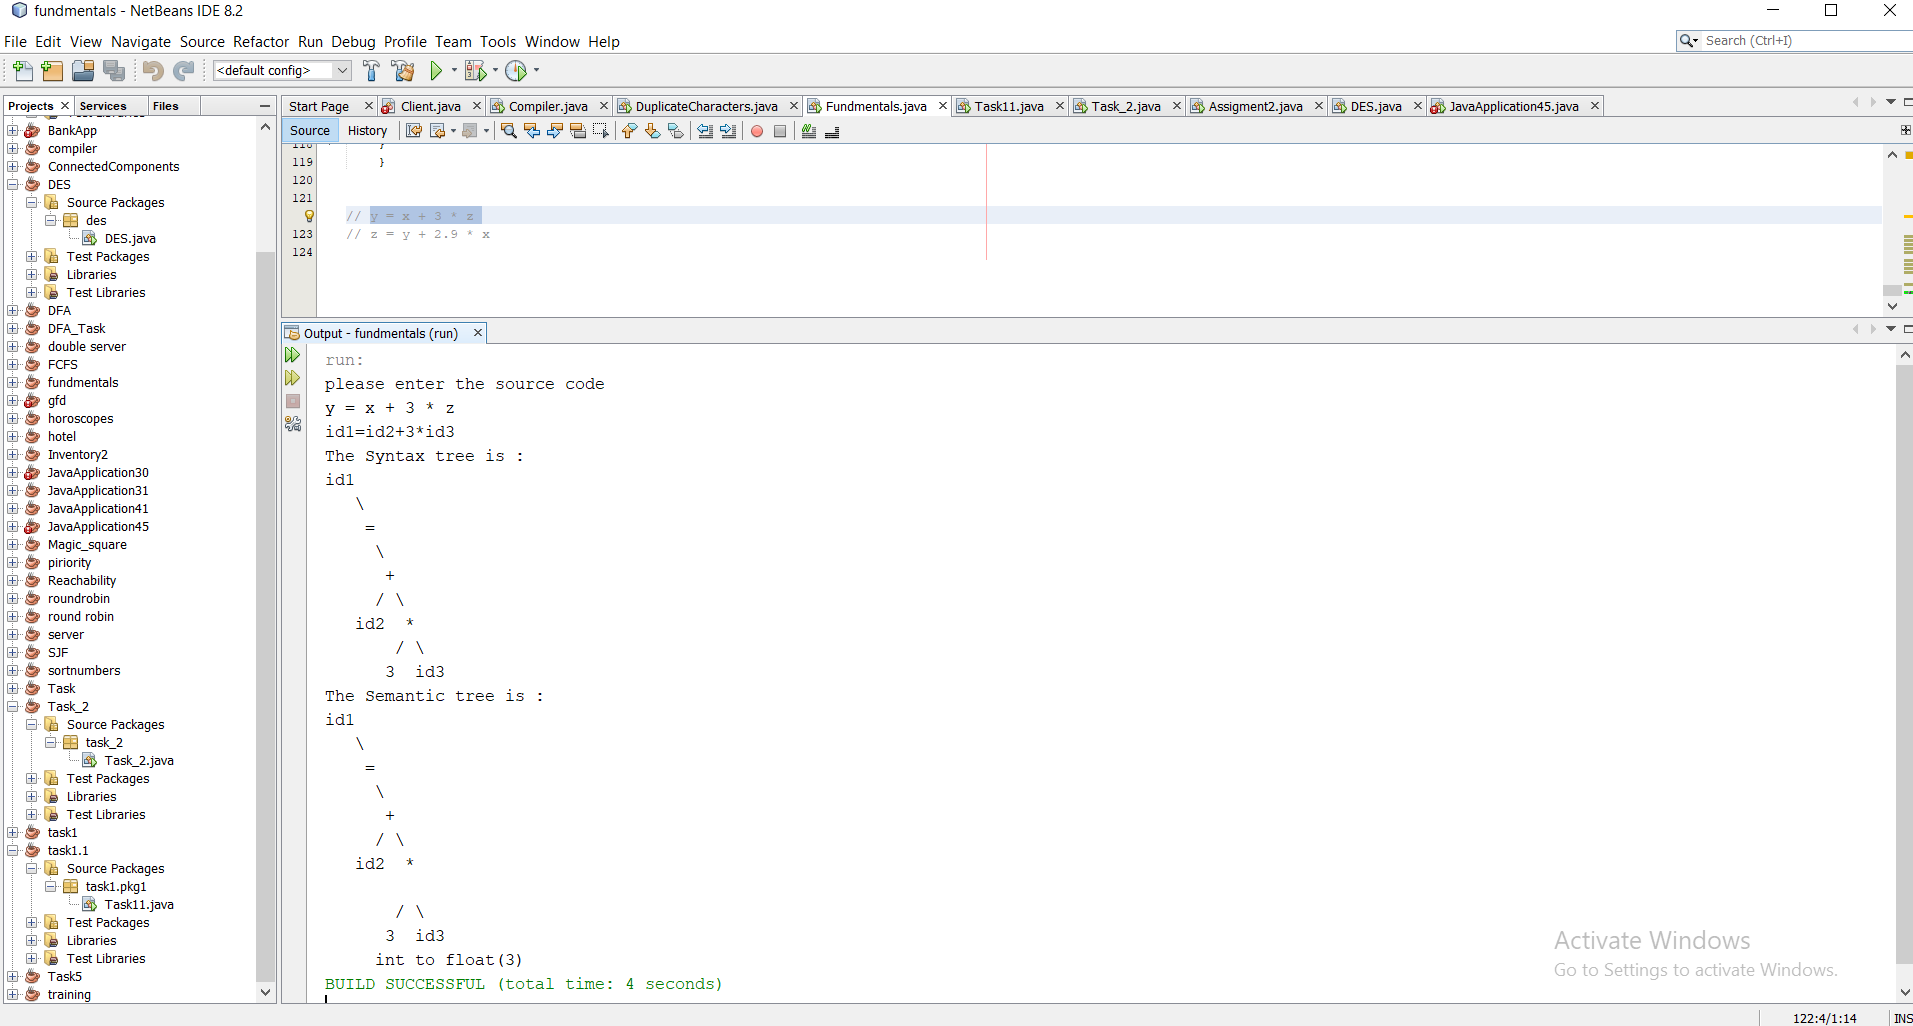 fundmentals - NetBeans IDE 8.2
File Edit View Navigate Source Refactor Run Debug Profile Team Tools Window Help
Search (Ctrl+I)
<default config>
Projects Services Files
BankApp
compiler
ConnectedComponents
DES
Source Packages
des
DES.java
Test Packages
Libraries
Test Libraries
DFA
DFA_Task
double server
FCFS
fundmentals
gfd
horoscopes
hotel
Inventory2
JavaApplication30
JavaApplication31
JavaApplication41
JavaApplication45
Magic_square
piriority
Reachability
roundrobin
round robin
server
SJF
sortnumbers
Task
Task_2
Source Packages
task_2
Task_2.java
Test Packages
Libraries
Test Libraries
task1
task1.1
Source Packages
task1.pkg1
Task11.java
Test Packages
Libraries
Test Libraries
Task5
training
Start Page Client.java Compiler.java DuplicateCharacters.java Fundmentals.java Task11.java Task_2.java Assigment2.java DES.java JavaApplication45.java
Source History
118 }
119 }
120
121
// y = x + 3 * z
123 // z = y + 2.9 * x
124
Output - fundmentals (run)
run:
please enter the source code
y = x + 3 * z
id1=id2+3*id3
The Syntax tree is :
id1
\
=
\
+
/ \
id2 *
/ \
3 id3
The Semantic tree is :
id1
\
=
\
+
/ \
id2 *
/ \
3 id3
int to float(3)
BUILD SUCCESSFUL (total time: 4 seconds)
Activate Windows
Go to Settings to activate Windows.
122:4/1:14 INS